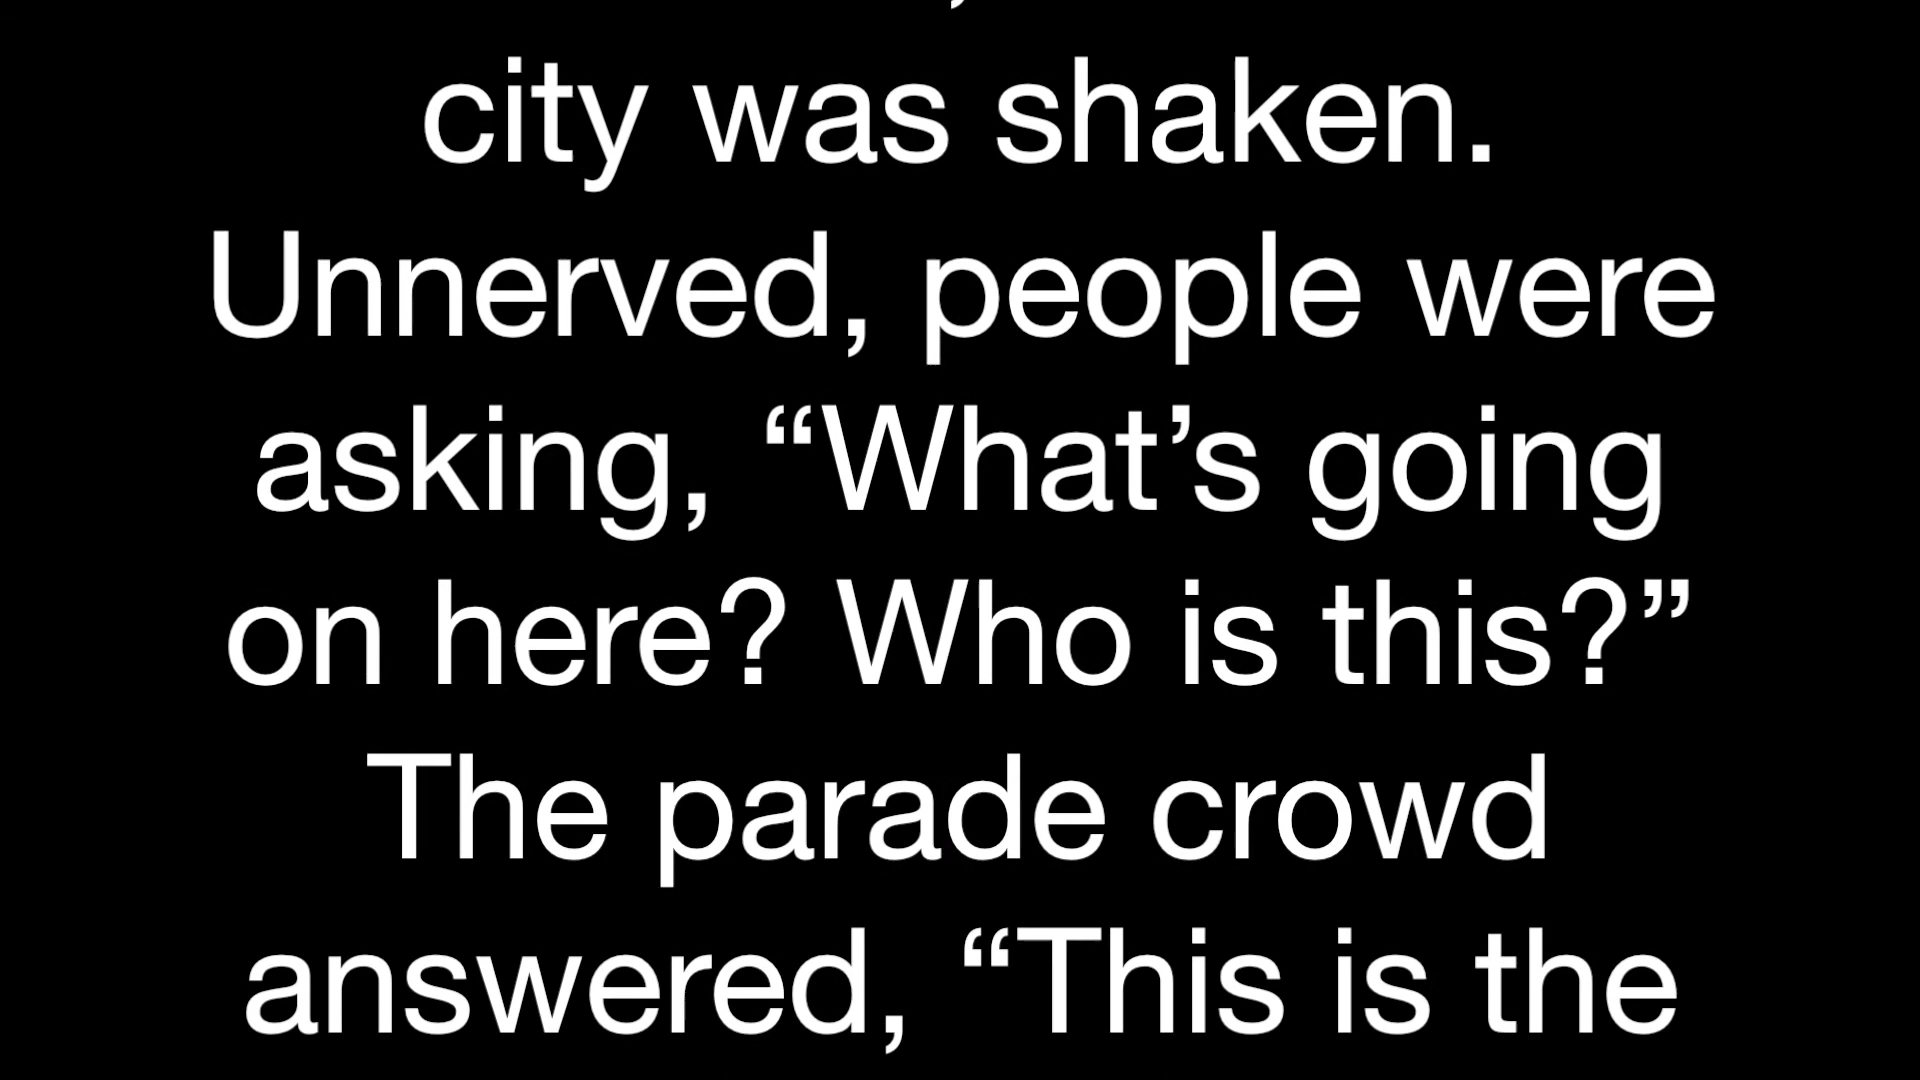 city was shaken.
Unnerved, people were
asking, “What’s going
on here? Who is this?”
The parade crowd
answered, “This is the